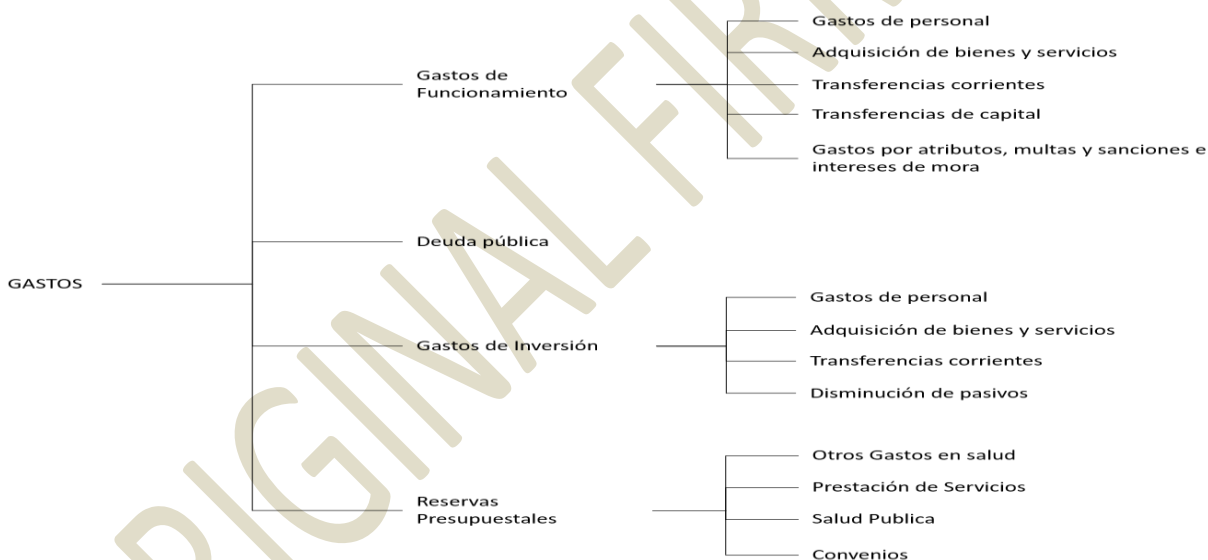 GASTOS
Gastos de
Funcionamiento
Gastos de personal
Adquisición de bienes y servicios
Transferencias corrientes
Transferencias de capital
Gastos por atributos, multas y sanciones e
intereses de mora
Deuda pública
Gastos de Inversión
Gastos de personal
Adquisición de bienes y servicios
Transferencias corrientes
Disminución de pasivos
Reservas
Presupuestales
Otros Gastos en salud
Prestación de Servicios
Salud Publica
Convenios
RIGINAL FIR